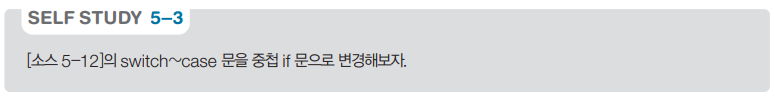 SELF STUDY 5-3
[소스 5-12]의 switch~case 문을 중첩 if 문으로 변경해보자.